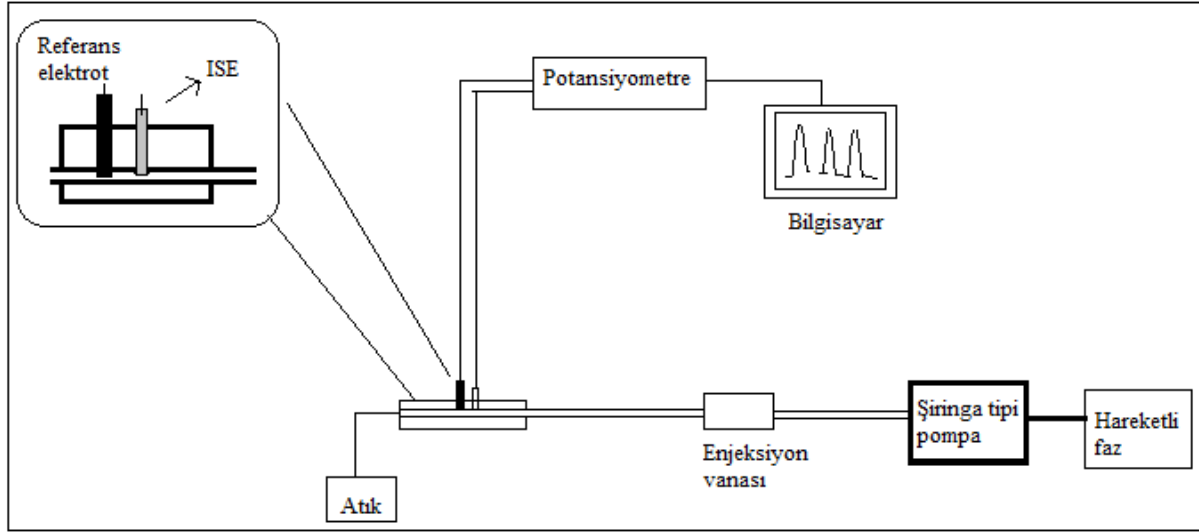 Referans
elektrot
ISE
Potansiyometre
Bilgisayar
Enjeksiyon
vanası
Şiringa tipi
pompa
Hareketli
faz
Atık